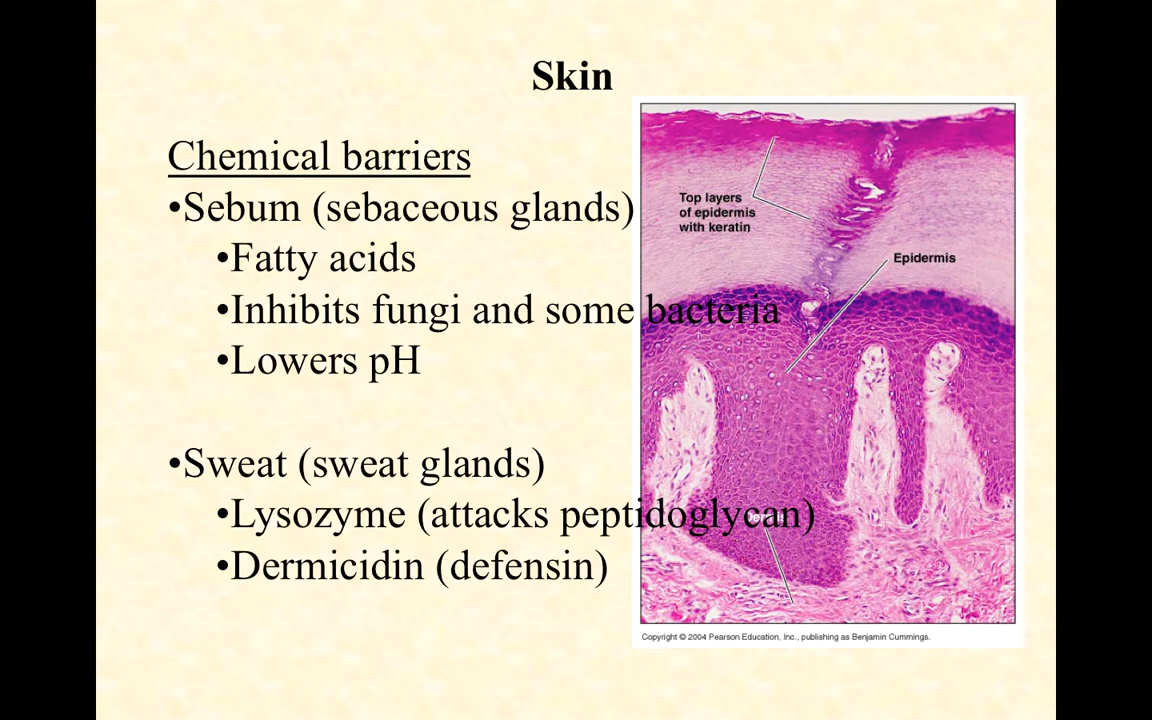 Skin
Chemical barriers
•Sebum (sebaceous glands)
•Fatty acids
•Inhibits fungi and some bacteria
•Lowers pH
•Sweat (sweat glands)
•Lysozyme (attacks peptidoglycan)
•Dermicidin (defensin)
Top layers
of epidermis
with keratin
Epidermis
Dermis
Copyright © 2004 Pearson Education, Inc., publishing as Benjamin Cummings.